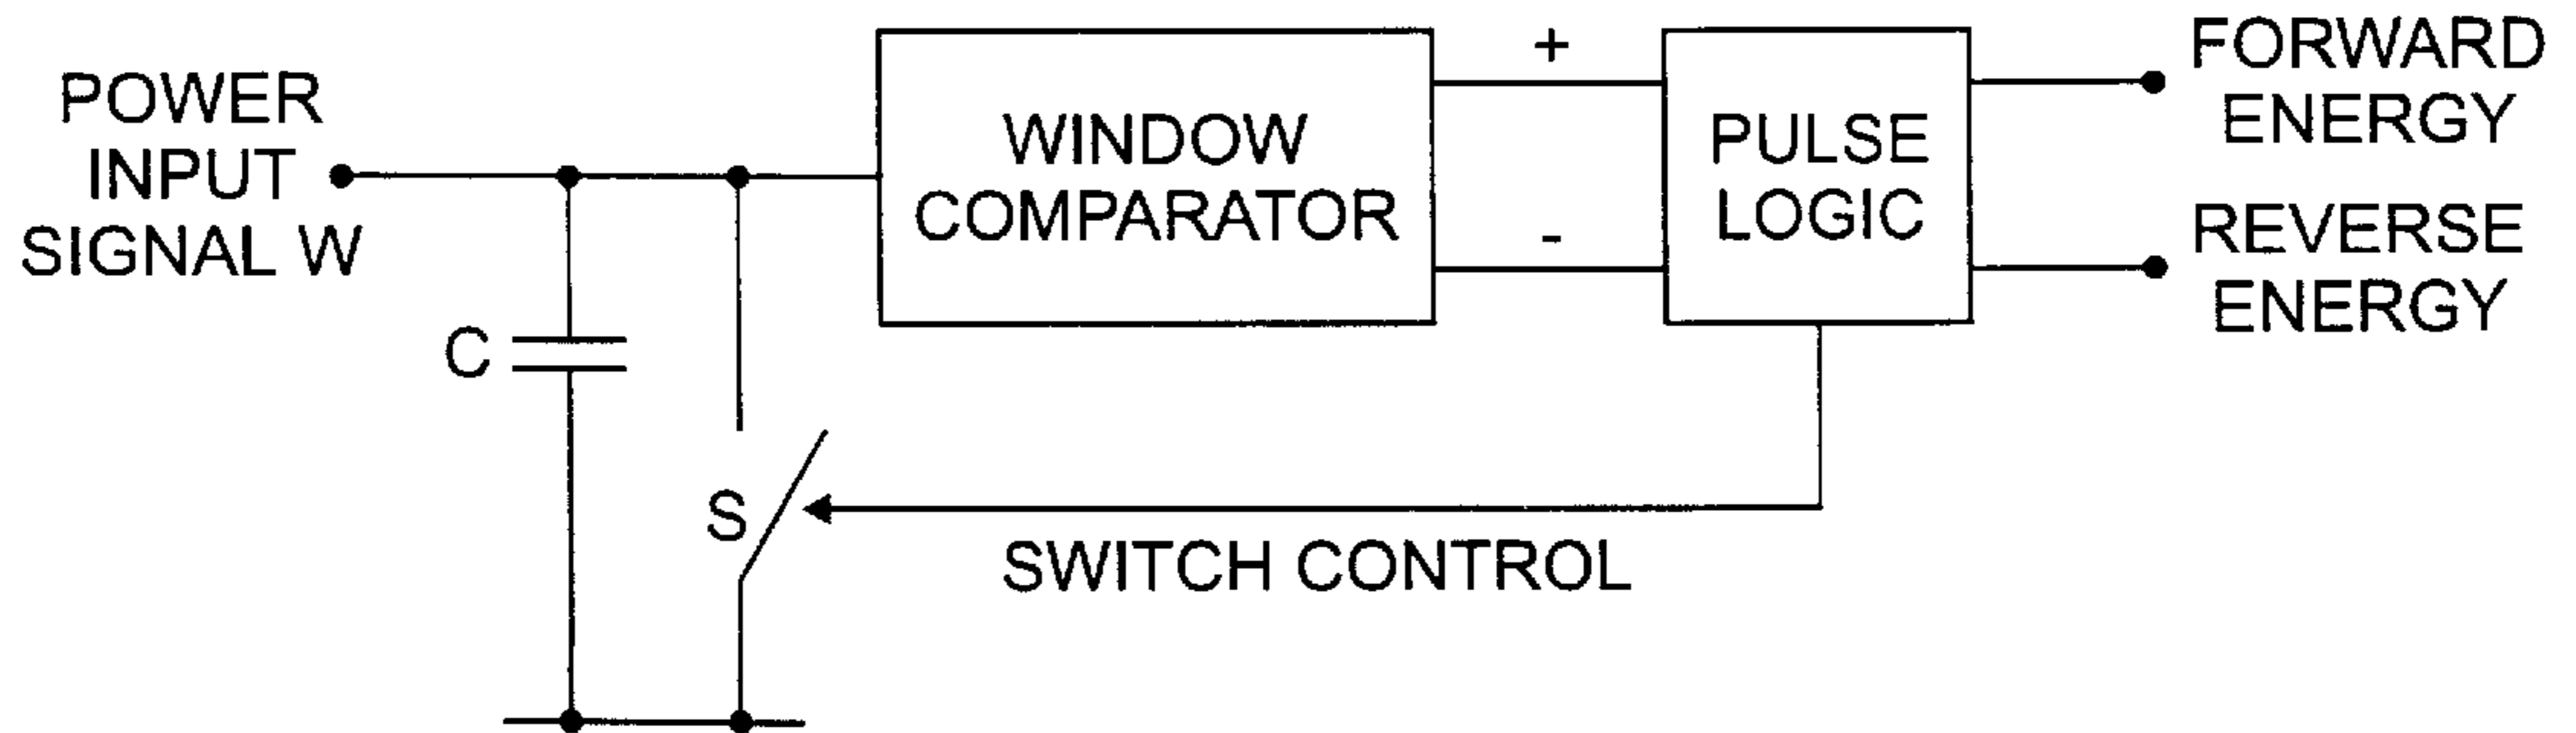 POWER
INPUT
SIGNAL W
WINDOW
COMPARATOR
+
-
PULSE
LOGIC
FORWARD
ENERGY
REVERSE
ENERGY
C
S
SWITCH CONTROL